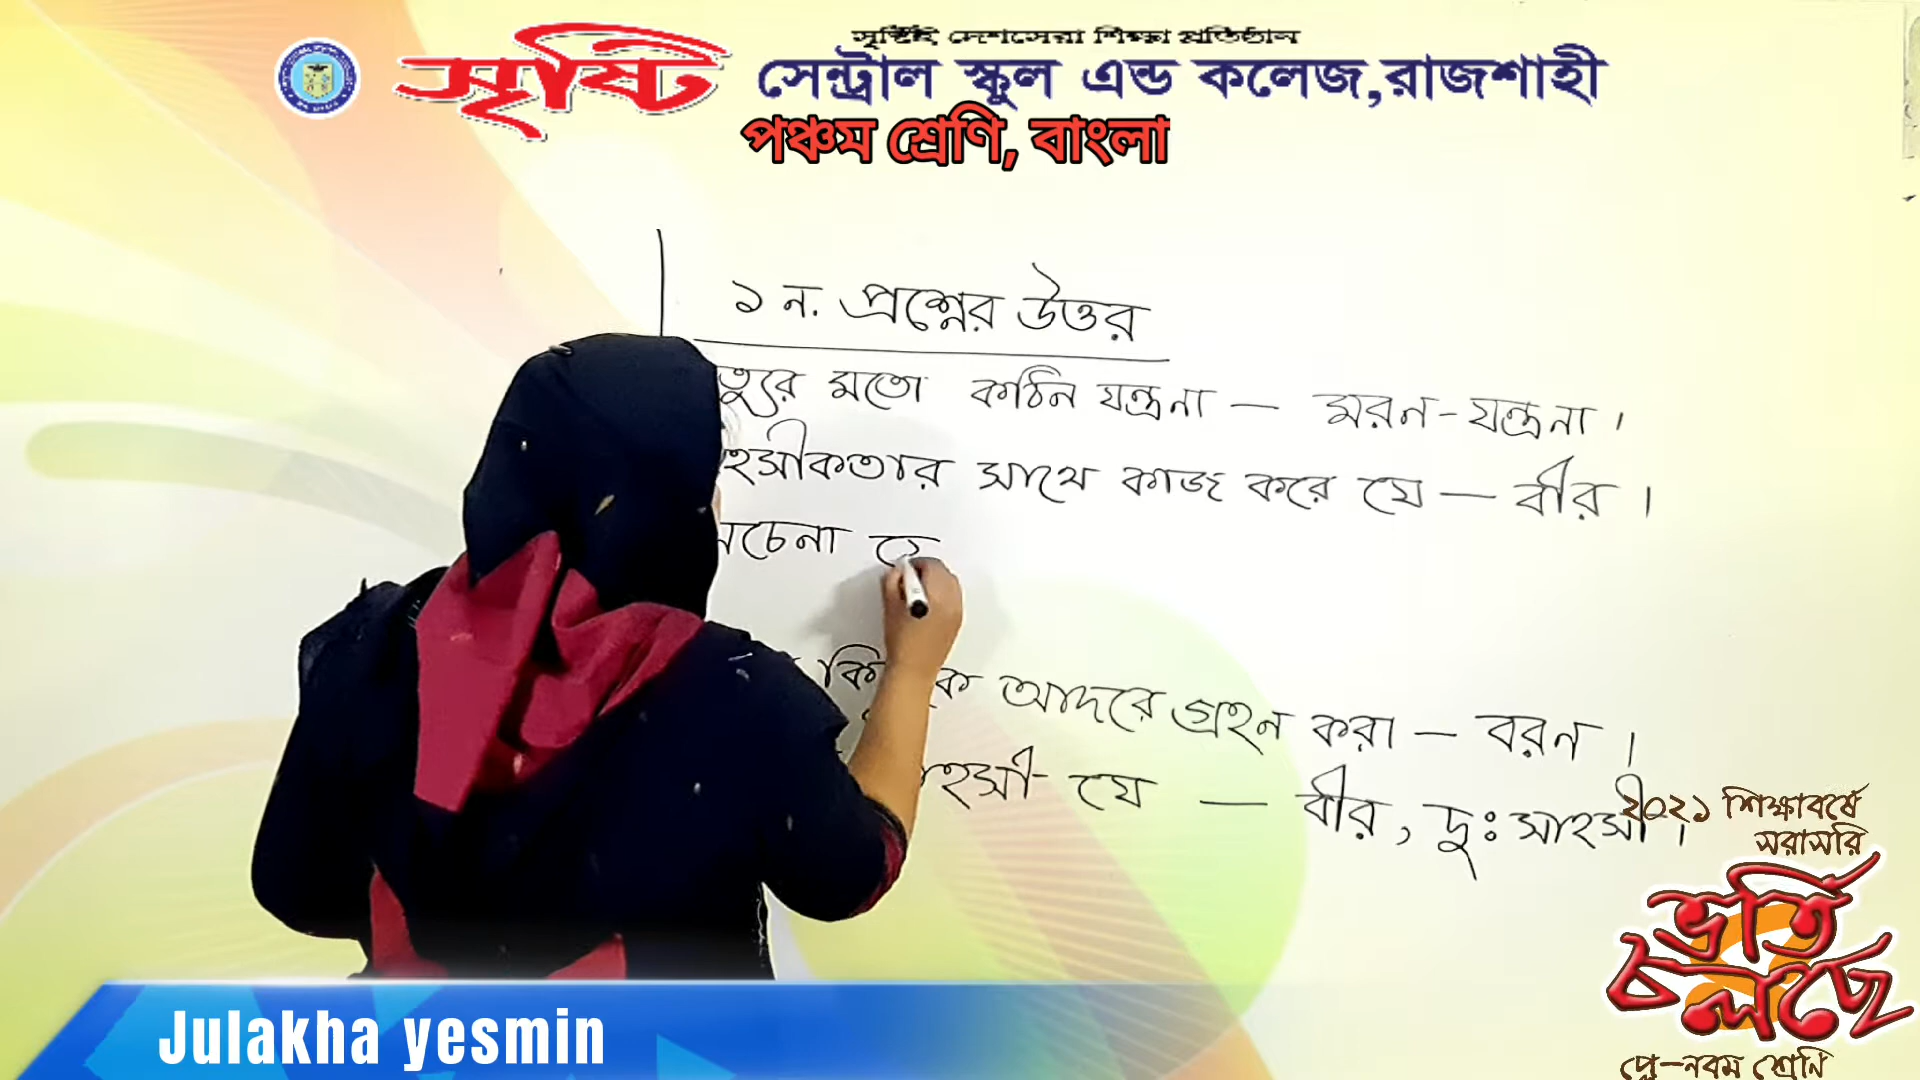 সৃষ্টিই দেশসেরা শিক্ষা প্রতিষ্ঠান
সৃষ্টি সেন্ট্রাল স্কুল এন্ড কলেজ,রাজশাহী
পঞ্চম শ্রেণি, বাংলা
১ ন. প্রশ্নের উত্তর
ত্যুর মতো কঠিন যন্ত্রনা — মরন-যন্ত্রনা।
হসীকতার সাথে কাজ করে যে — বীর।
চেনা
আদরে গ্রহন করা — বরন।
হসী যে — বীর, দুঃসাহসী।
২০২১ শিক্ষাবর্ষে
সরাসরি
ভর্তি
চলছে
প্লে–নবম শ্রেণি
Julakha yesmin